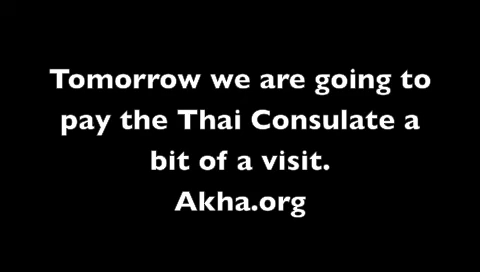 Tomorrow we are going to
pay the Thai Consulate a
bit of a visit.
Akha.org